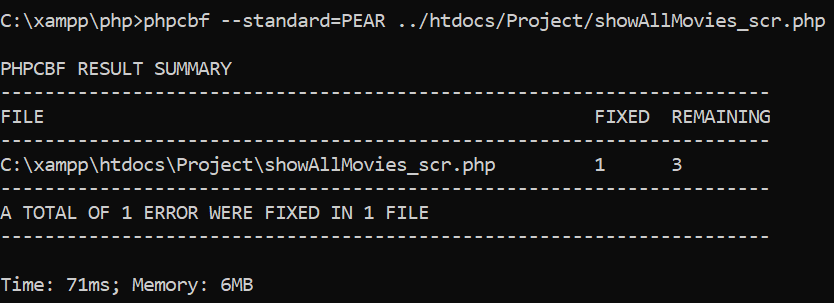 C:\xampp\php>phpcbf --standard=PEAR ../htdocs/Project/showAllMovies_scr.php
PHPCBF RESULT SUMMARY
----------------------------------------------------------------------
FILE                                                  FIXED  REMAINING
----------------------------------------------------------------------
C:\xampp\htdocs\Project\showAllMovies_scr.php         1      3
----------------------------------------------------------------------
A TOTAL OF 1 ERROR WERE FIXED IN 1 FILE
----------------------------------------------------------------------
Time: 71ms; Memory: 6MB